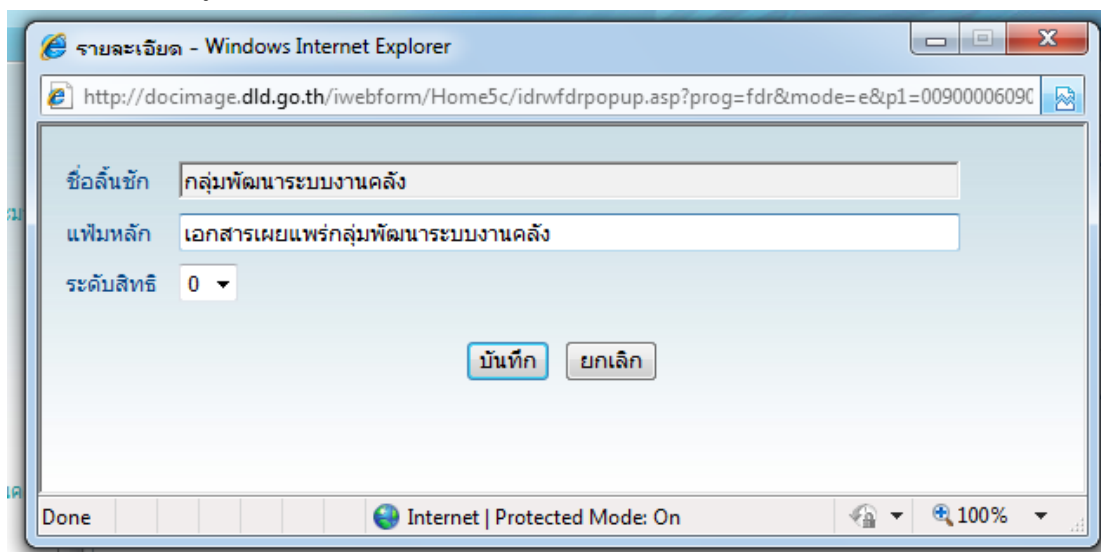 รายละเอียด - Windows Internet Explorer
http://docimage.dld.go.th/iwebform/Home5c/idrwfdrpopup.asp?prog=fdr&mode=e&p1=0090000609
ชื่อลิ้นชัก กลุ่มพัฒนาระบบงานคลัง
แฟ้มหลัก เอกสารเผยแพร่กลุ่มพัฒนาระบบงานคลัง
ระดับสิทธิ 0
บันทึก ยกเลิก
Done Internet | Protected Mode: On 100%